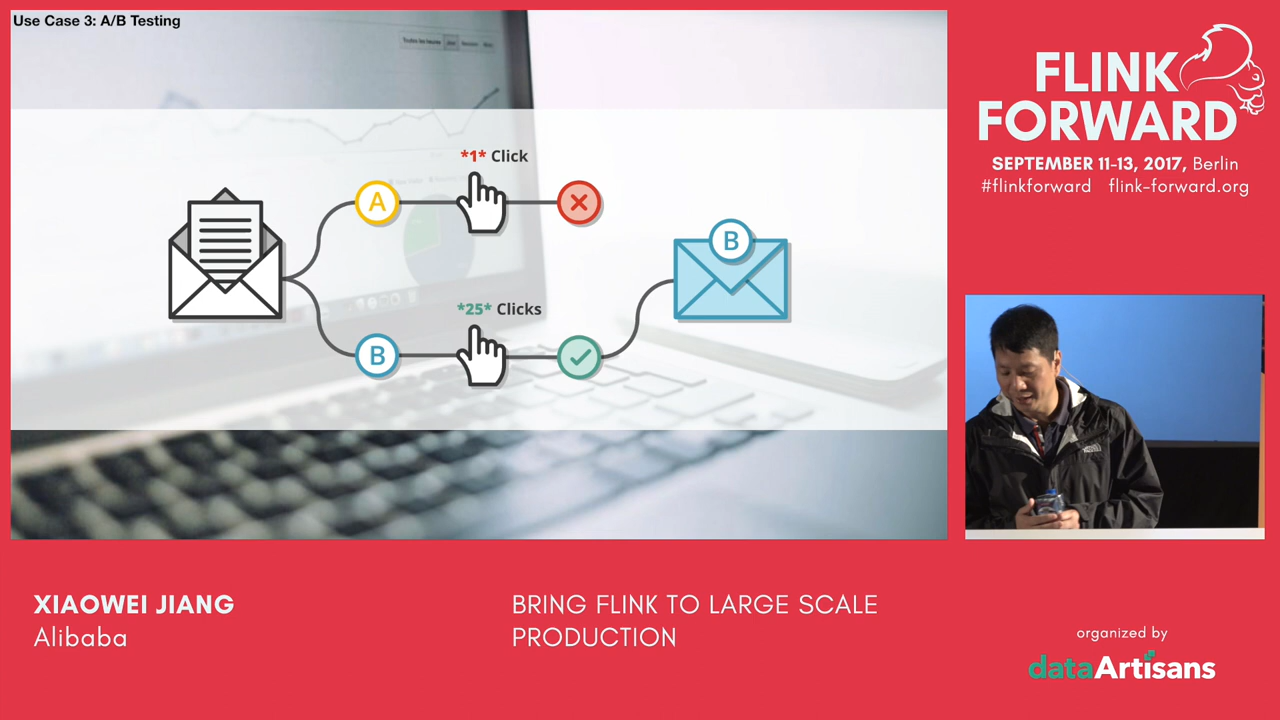 Use Case 3: A/B Testing
*1* Click
A
B
*25* Clicks
B
FLINK
FORWARD
SEPTEMBER 11-13, 2017, Berlin
#flinkforward flink-forward.org
XIAOWEI JIANG
Alibaba
BRING FLINK TO LARGE SCALE
PRODUCTION
organized by
dataArtisans